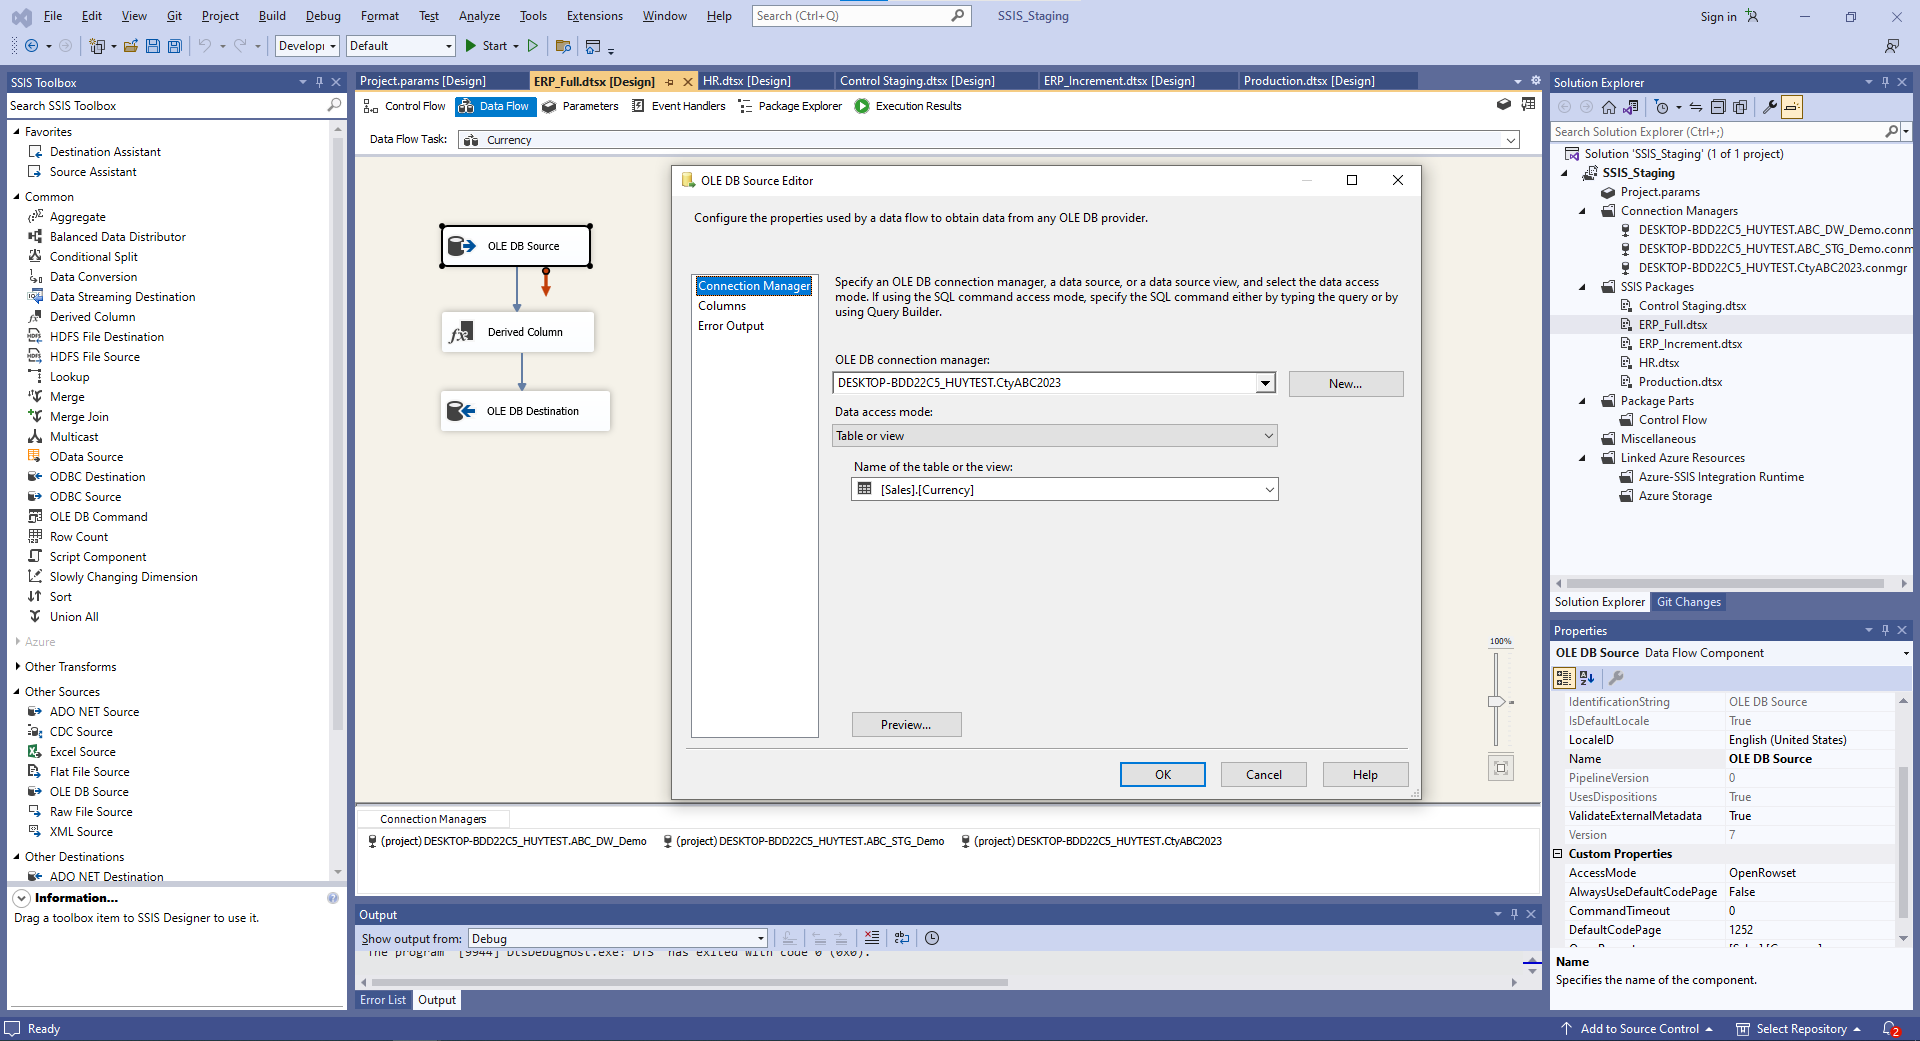 File Edit View Git Project Build Debug Format Test Analyze Tools Extensions Window Help Search (Ctrl+Q) SSIS_Staging Sign in
Developı Default Start
SSIS Toolbox
Search SSIS Toolbox
Favorites
Destination Assistant
Source Assistant
Common
Aggregate
Balanced Data Distributor
Conditional Split
Data Conversion
Data Streaming Destination
Derived Column
HDFS File Destination
HDFS File Source
Lookup
Merge
Merge Join
Multicast
OData Source
ODBC Destination
ODBC Source
OLE DB Command
Row Count
Script Component
Slowly Changing Dimension
Sort
Union All
Azure
Other Transforms
Other Sources
ADO NET Source
CDC Source
Excel Source
Flat File Source
OLE DB Source
Raw File Source
XML Source
Other Destinations
ADO NET Destination
Information...
Drag a toolbox item to SSIS Designer to use it.
Project.params [Design] ERP_Full.dtsx [Design] HR.dtsx [Design] Control Staging.dtsx [Design] ERP_Increment.dtsx [Design] Production.dtsx [Design]
Control Flow Data Flow Parameters Event Handlers Package Explorer Execution Results
Data Flow Task: Currency
OLE DB Source
Derived Column
OLE DB Destination
OLE DB Source Editor
Configure the properties used by a data flow to obtain data from any OLE DB provider.
Connection Manager
Columns
Error Output
Specify an OLE DB connection manager, a data source, or a data source view, and select the data access
mode. If using the SQL command access mode, specify the SQL command either by typing the query or by
using Query Builder.
OLE DB connection manager:
DESKTOP-BDD22C5_HUYTEST.CtyABC2023 New...
Data access mode:
Table or view
Name of the table or the view:
[Sales].[Currency]
Preview...
OK Cancel Help
100%
Connection Managers
(project) DESKTOP-BDD22C5_HUYTEST.ABC_DW_Demo (project) DESKTOP-BDD22C5_HUYTEST.ABC_STG_Demo (project) DESKTOP-BDD22C5_HUYTEST.CtyABC2023
Output
Show output from: Debug
The program '[9944] DtsDebugHost.exe: DTS' has exited with code 0 (0x0).
Error List Output
Solution Explorer
Search Solution Explorer (Ctrl+;)
Solution 'SSIS_Staging' (1 of 1 project)
SSIS_Staging
Project.params
Connection Managers
DESKTOP-BDD22C5_HUYTEST.ABC_DW_Demo.conm
DESKTOP-BDD22C5_HUYTEST.ABC_STG_Demo.conm
DESKTOP-BDD22C5_HUYTEST.CtyABC2023.conmgr
SSIS Packages
Control Staging.dtsx
ERP_Full.dtsx
ERP_Increment.dtsx
HR.dtsx
Production.dtsx
Package Parts
Control Flow
Miscellaneous
Linked Azure Resources
Azure-SSIS Integration Runtime
Azure Storage
Solution Explorer Git Changes
Properties
OLE DB Source Data Flow Component
IdentificationString OLE DB Source
IsDefaultLocale True
LocaleID English (United States)
Name OLE DB Source
PipelineVersion 0
UsesDispositions True
ValidateExternalMetadata True
Version 7
Custom Properties
AccessMode OpenRowset
AlwaysUseDefaultCodePage False
CommandTimeout 0
DefaultCodePage 1252
Name
Specifies the name of the component.
Ready Add to Source Control Select Repository 2